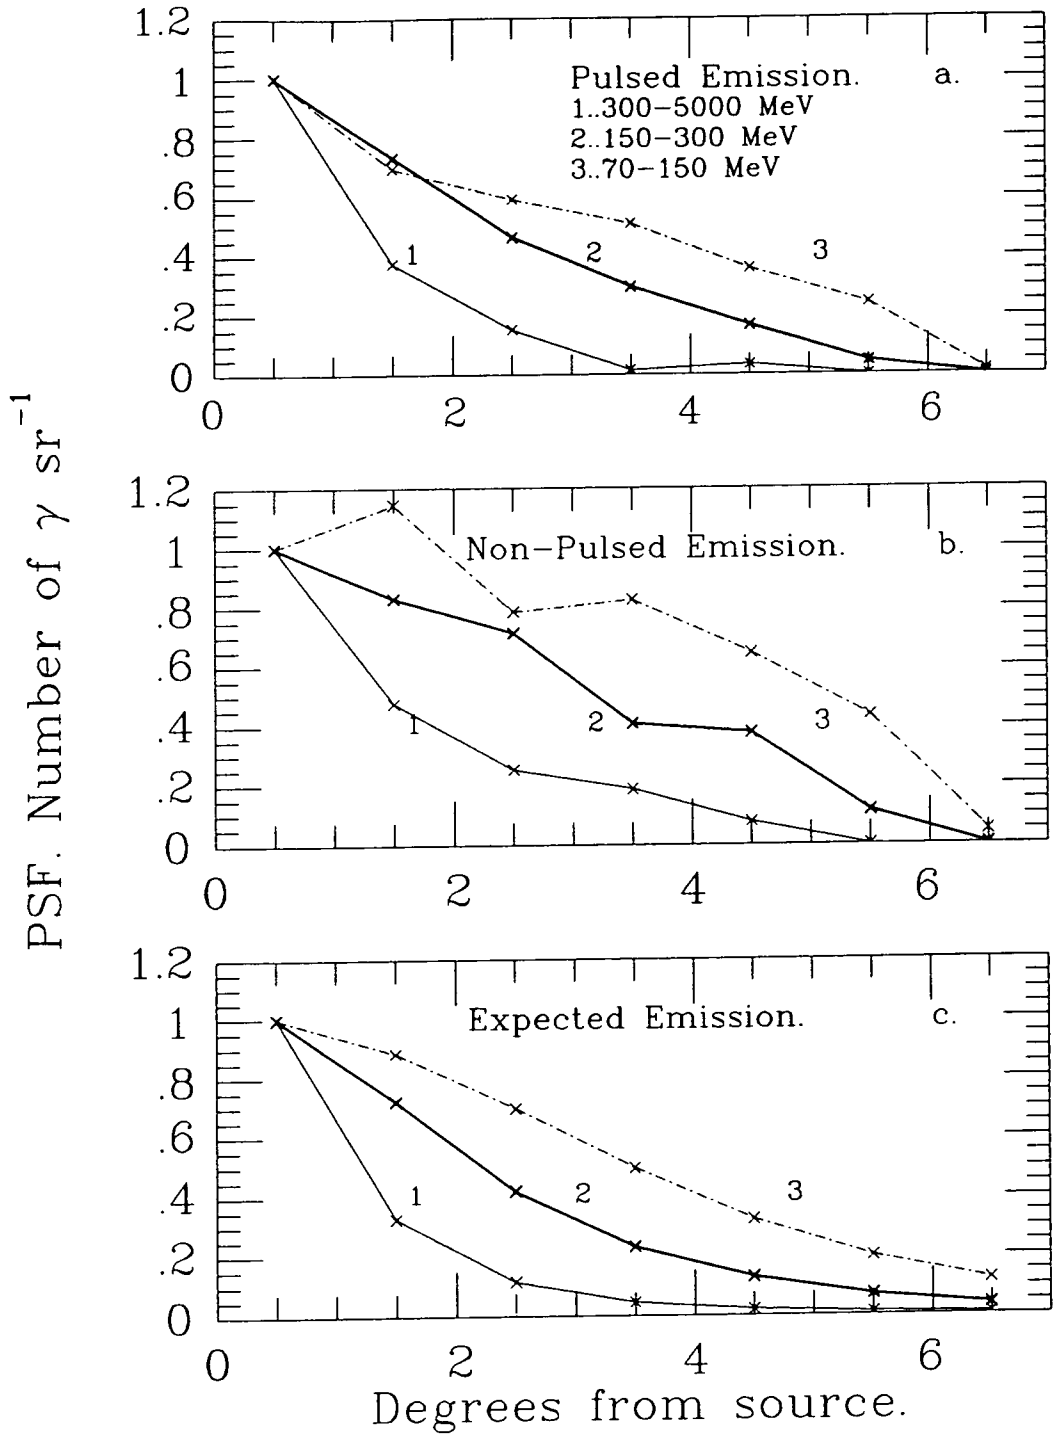 PSF. Number of γ sr⁻¹
1.2
1
.8
.6
.4
.2
0
0 2 4 6
Pulsed Emission. a.
1..300-5000 MeV
2..150-300 MeV
3..70-150 MeV
1 2 3
1.2
1
.8
.6
.4
.2
0
0 2 4 6
Non-Pulsed Emission. b.
1 2 3
1.2
1
.8
.6
.4
.2
0
0 2 4 6
Expected Emission. c.
1 2 3
Degrees from source.